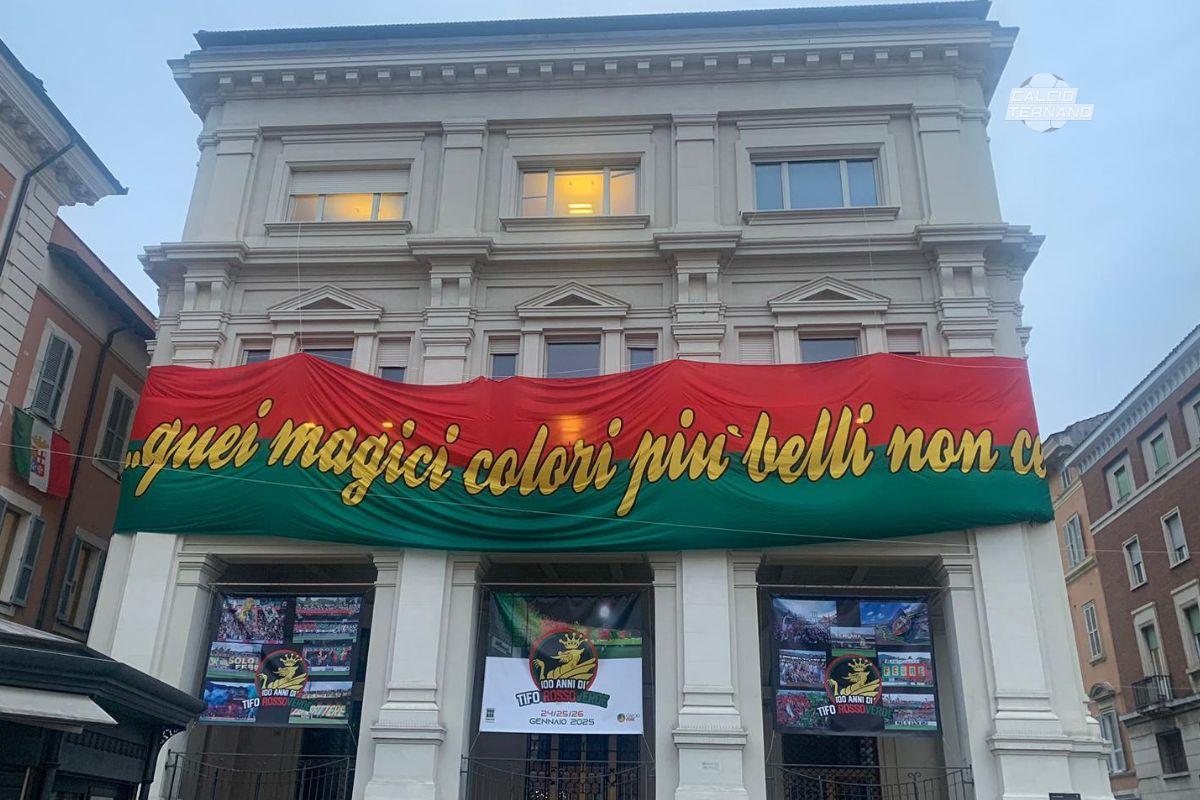 CALCIO
TERNANO
...quei magici colori più belli non c
SOLO
100 ANNI DI
TIFO ROSSOVERDE
100 ANNI DI
TIFO ROSSOVERDE
24/25/26
GENNAIO 2025
100 ANNI DI
TIFO ROSSOVERDE